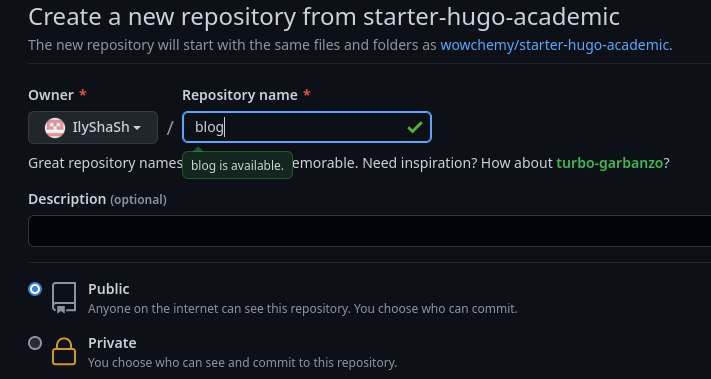 Create a new repository from starter-hugo-academic
The new repository will start with the same files and folders as wowchemy/starter-hugo-academic.
Owner * Repository name *
IlyShaSh / blog
Great repository names emorable. Need inspiration? How about turbo-garbanzo?
blog is available.
Description (optional)
Public
Anyone on the internet can see this repository. You choose who can commit.
Private
You choose who can see and commit to this repository.